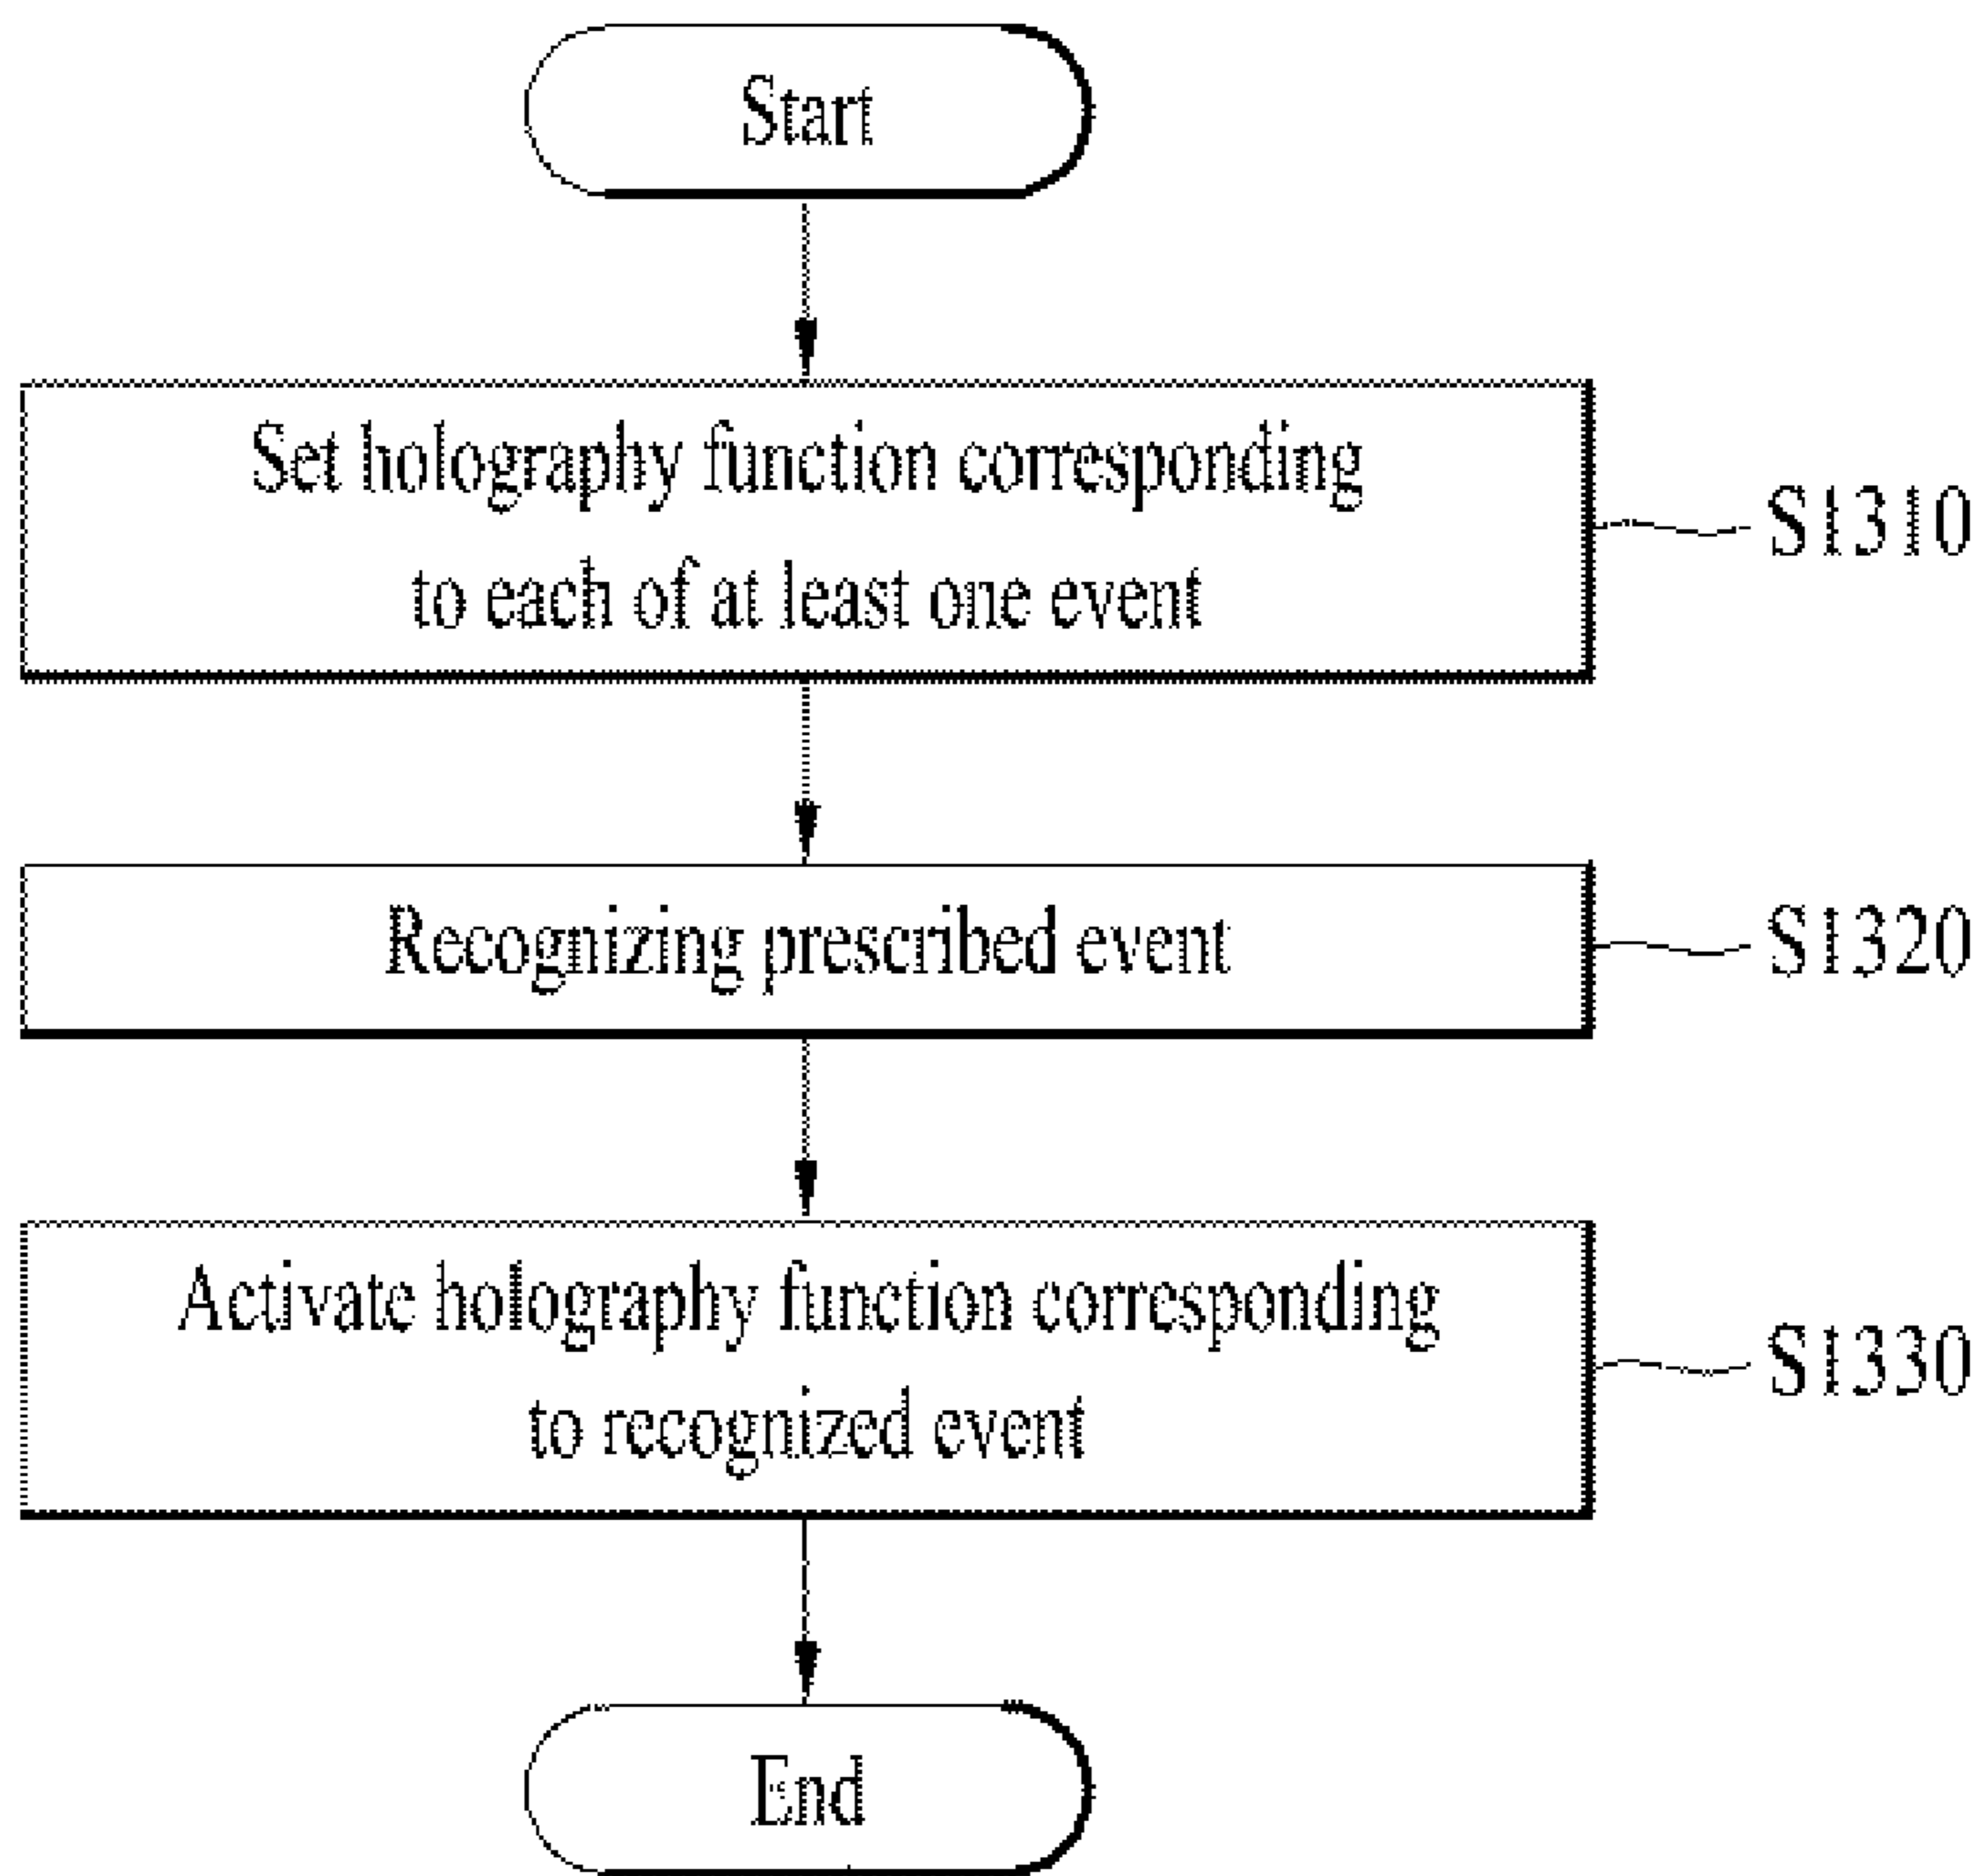 Start
Set holography function corresponding
to each of at least one event
S1310
Recognizing prescribed event
S1320
Activate holography function corresponding
to recognized event
S1330
End